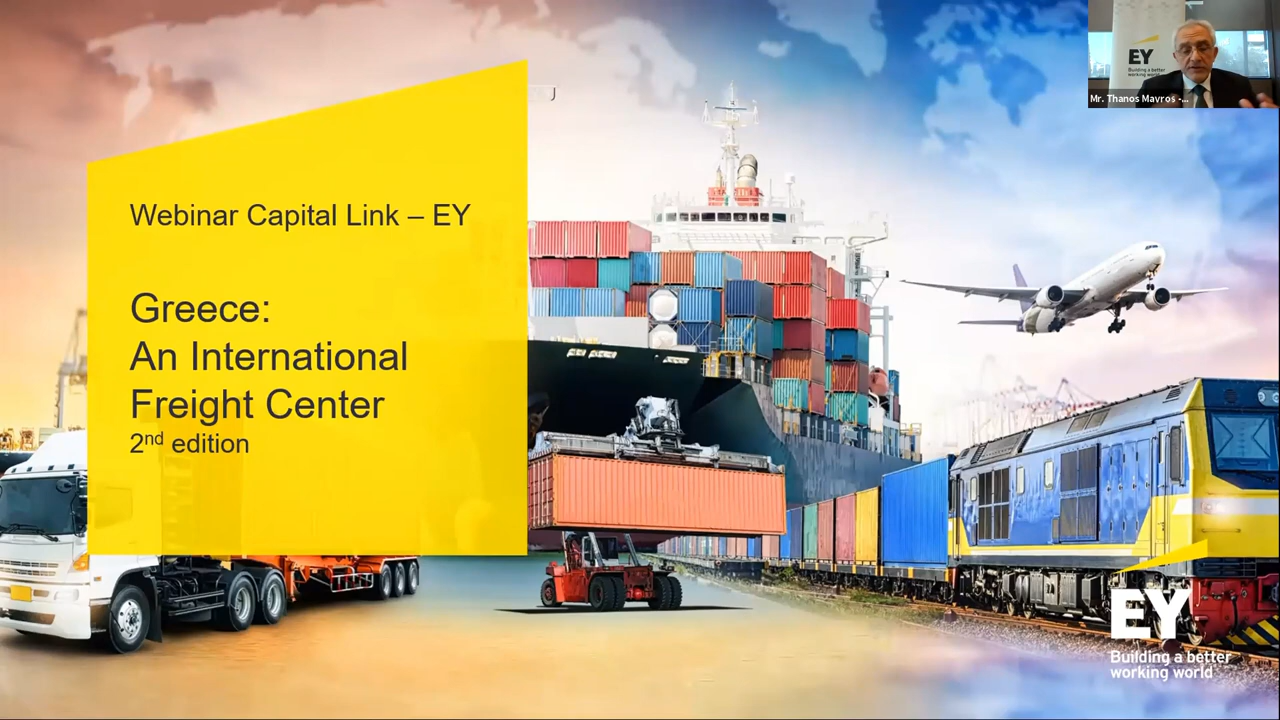 EY
Building a better
working world
Mr. Thanos Mavros -...
Webinar Capital Link – EY
Greece:
An International
Freight Center
2nd edition
EY
Building a better
working world